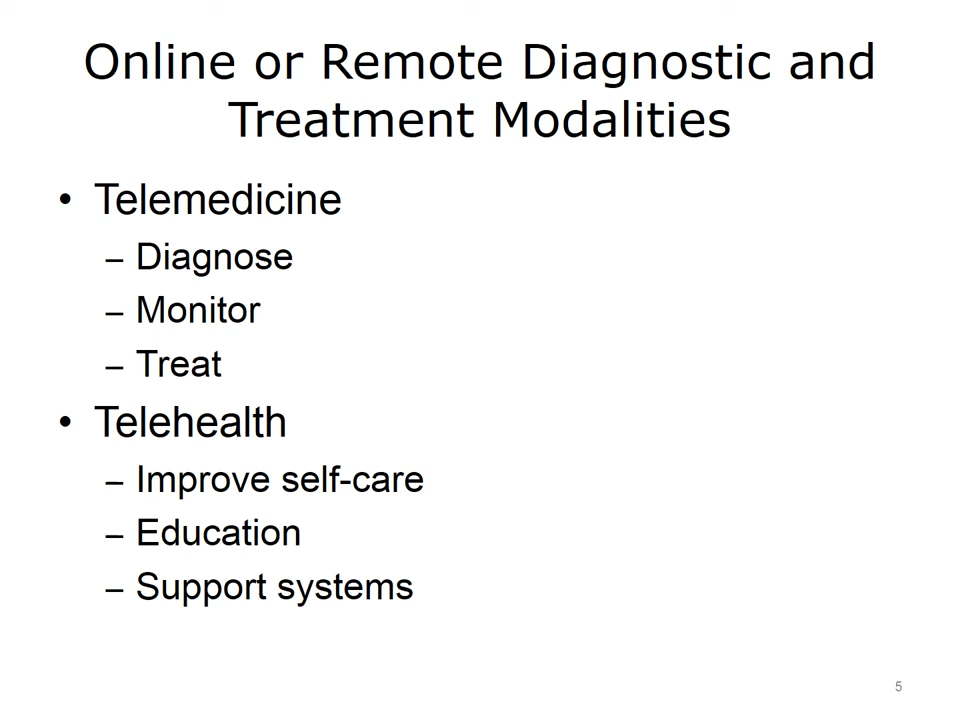 Online or Remote Diagnostic and
Treatment Modalities
• Telemedicine
– Diagnose
– Monitor
– Treat
• Telehealth
– Improve self-care
– Education
– Support systems
5